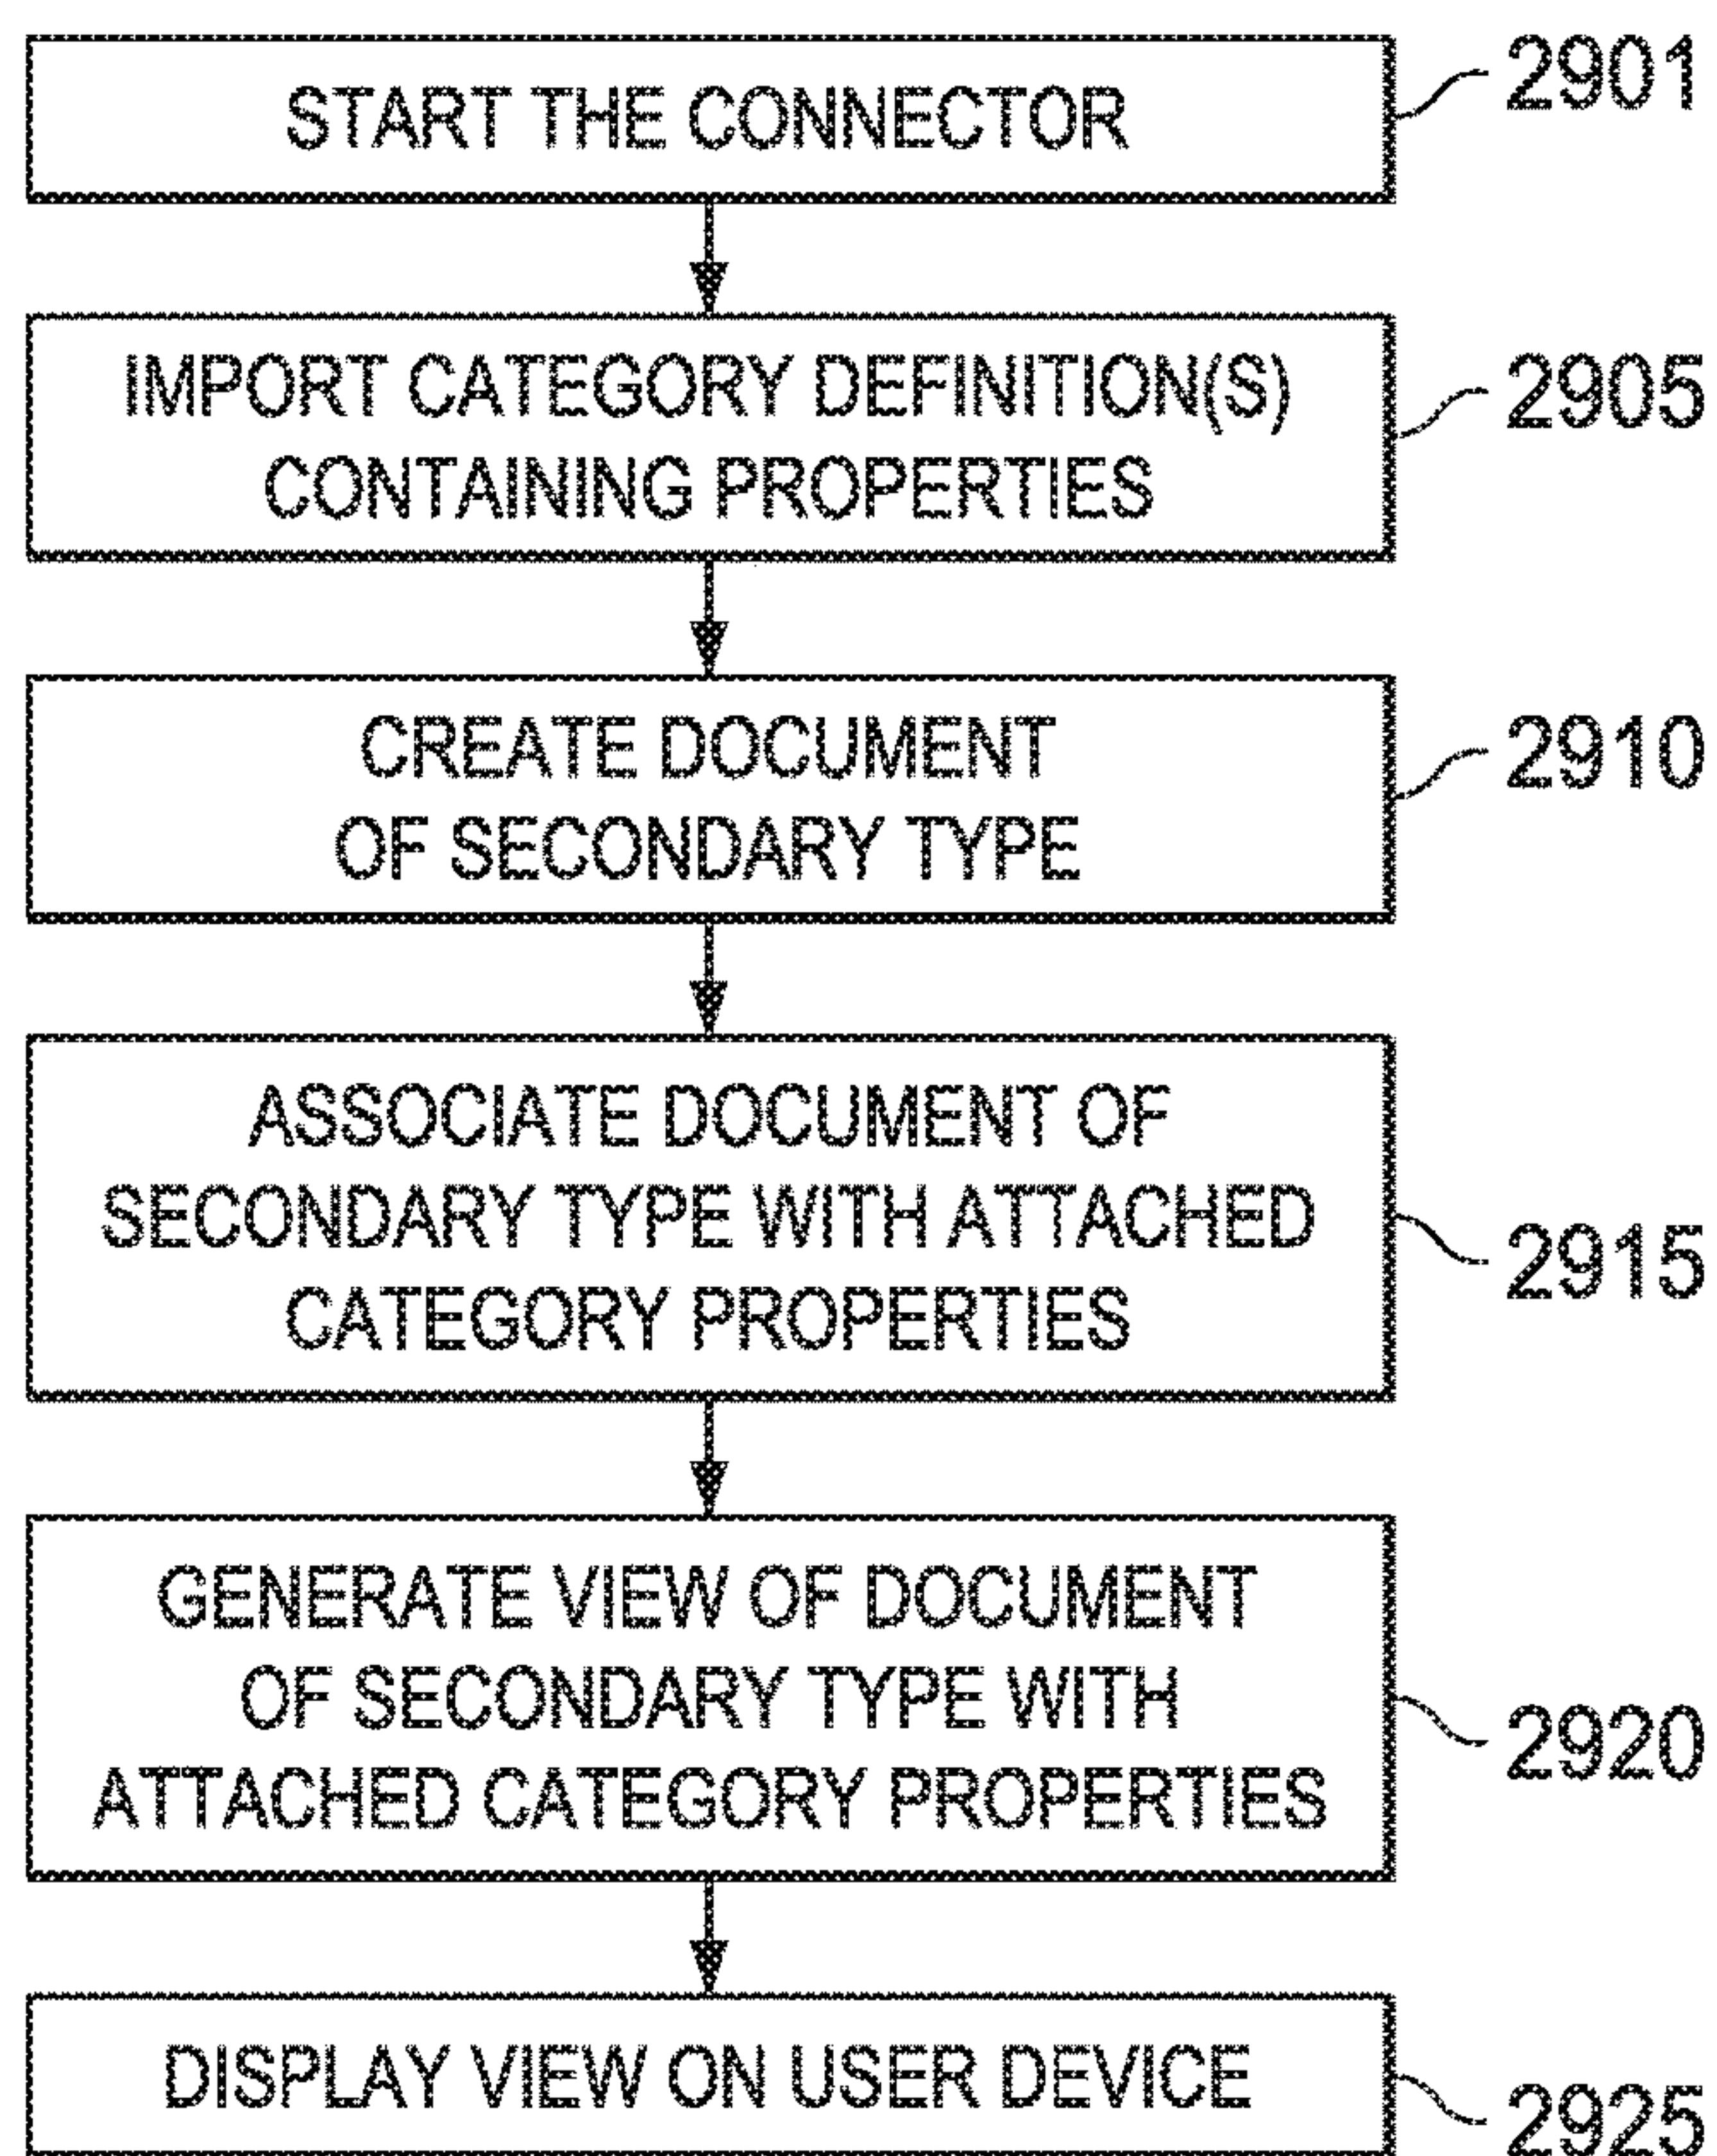 START THE CONNECTOR
2901
IMPORT CATEGORY DEFINITION(S)
CONTAINING PROPERTIES
2905
CREATE DOCUMENT
OF SECONDARY TYPE
2910
ASSOCIATE DOCUMENT OF
SECONDARY TYPE WITH ATTACHED
CATEGORY PROPERTIES
2915
GENERATE VIEW OF DOCUMENT
OF SECONDARY TYPE WITH
ATTACHED CATEGORY PROPERTIES
2920
DISPLAY VIEW ON USER DEVICE
2925